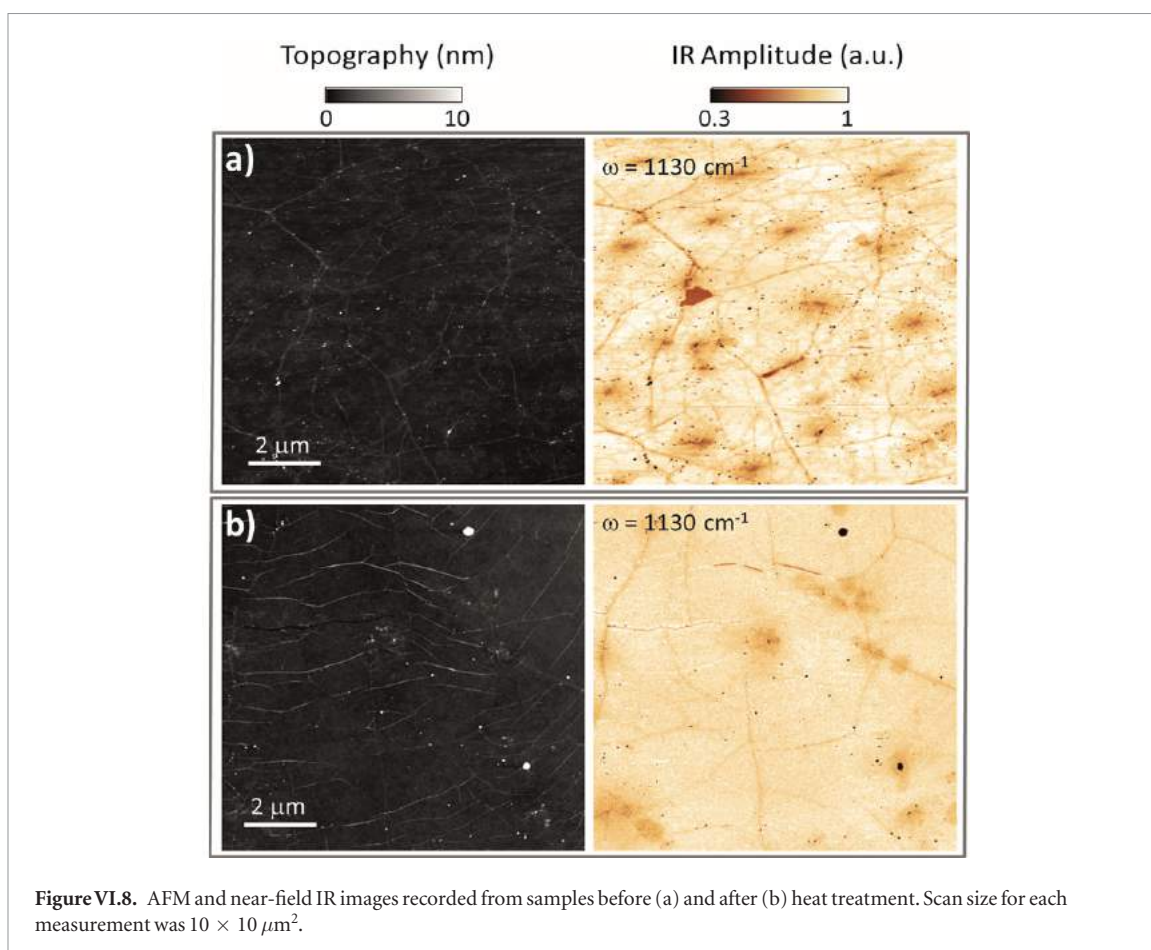 Topography (nm)
IR Amplitude (a.u.)
0 10
0.3 1
a)
ω = 1130 cm⁻¹
2 μm
b)
ω = 1130 cm⁻¹
2 μm
Figure VI.8. AFM and near-field IR images recorded from samples before (a) and after (b) heat treatment. Scan size for each
measurement was 10 × 10 μm².